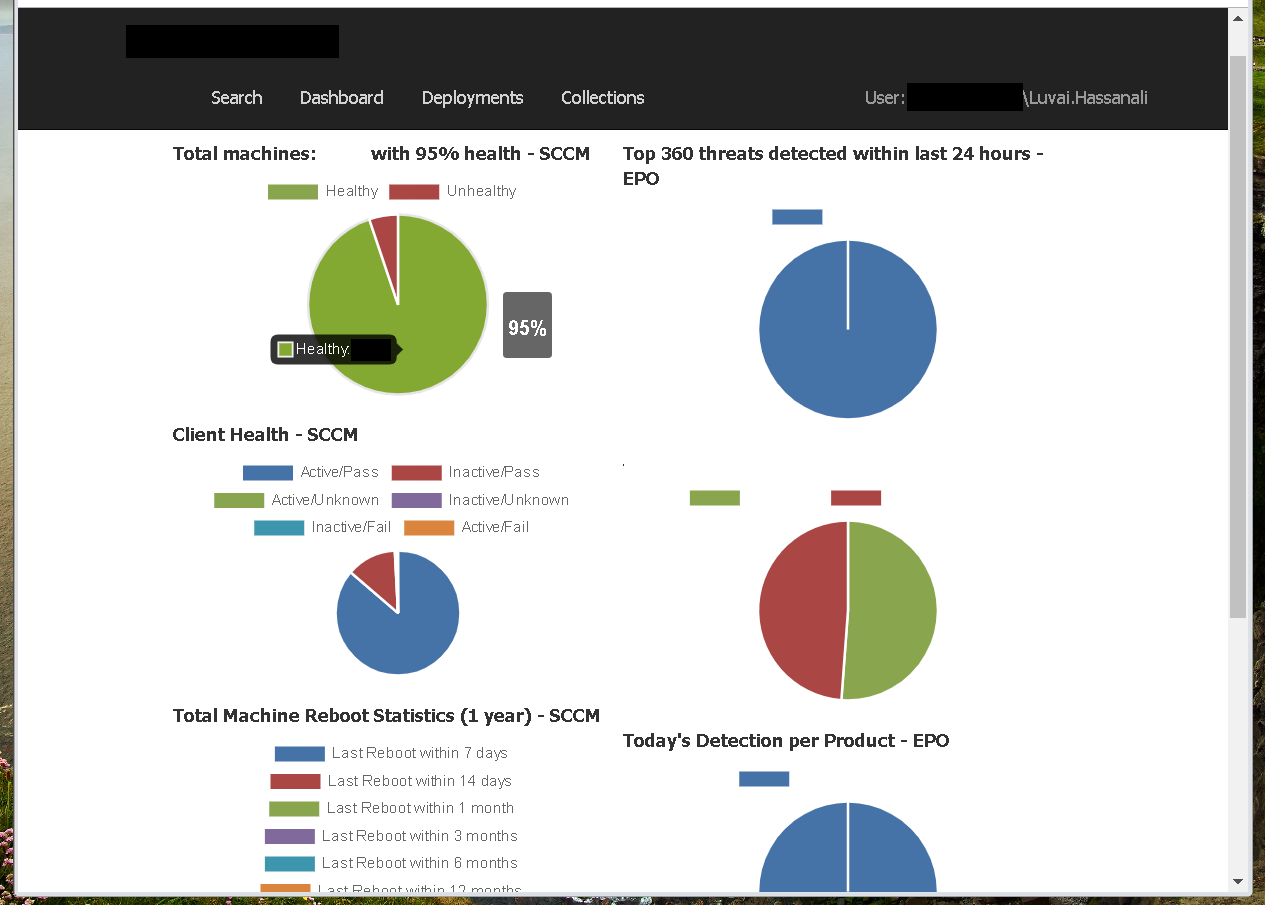 Search Dashboard Deployments Collections User: \Luvai.Hassanali
Total machines: with 95% health - SCCM
Healthy Unhealthy
95%
Healthy:
Client Health - SCCM
Active/Pass Inactive/Pass
Active/Unknown Inactive/Unknown
Inactive/Fail Active/Fail
Total Machine Reboot Statistics (1 year) - SCCM
Last Reboot within 7 days
Last Reboot within 14 days
Last Reboot within 1 month
Last Reboot within 3 months
Last Reboot within 6 months
Last Reboot within 12 months
Top 360 threats detected within last 24 hours -
EPO
Today's Detection per Product - EPO